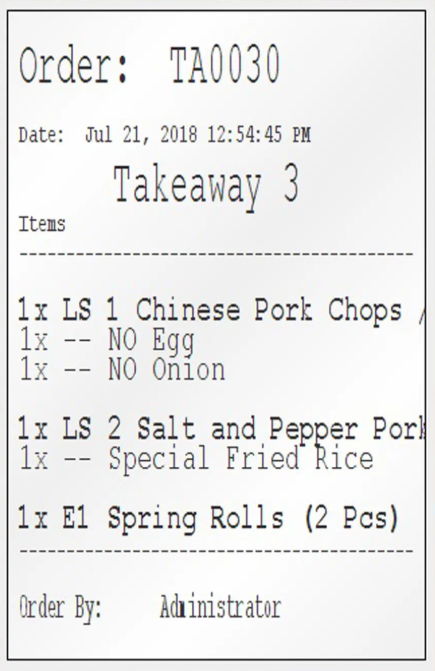 Order: TA0030
Date: Jul 21, 2018 12:54:45 PM
Takeaway 3
Items
----------------------------------------
1x LS 1 Chinese Pork Chops /
1x -- NO Egg
1x -- NO Onion
1x LS 2 Salt and Pepper Pork
1x -- Special Fried Rice
1x E1 Spring Rolls (2 Pcs)
----------------------------------------
Order By: Administrator